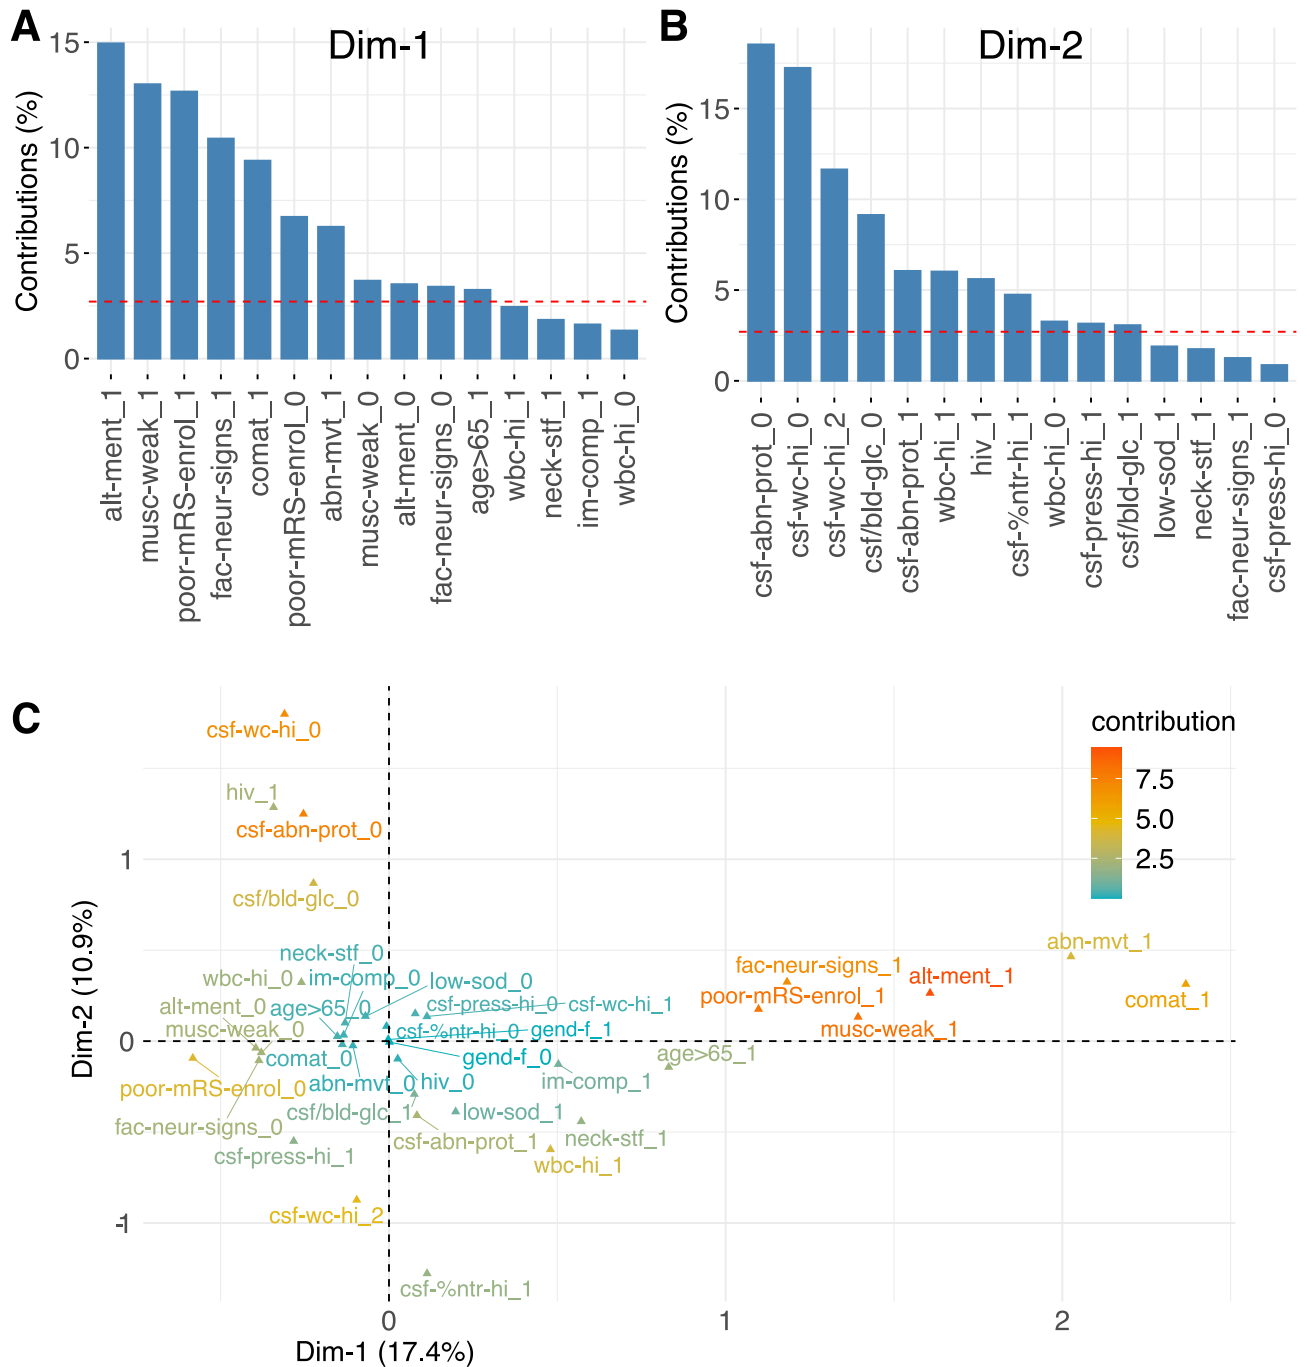 A
Dim-1
Contributions (%)
15
10
5
0
alt-ment_1
musc-weak_1
poor-mRS-enrol_1
fac-neur-signs_1
comat_1
poor-mRS-enrol_0
abn-mvt_1
musc-weak_0
alt-ment_0
fac-neur-signs_0
age>65_1
wbc-hi_1
neck-stf_1
im-comp_1
wbc-hi_0
B
Dim-2
Contributions (%)
15
10
5
0
csf-abn-prot_0
csf-wc-hi_0
csf-wc-hi_2
csf/bld-glc_0
csf-abn-prot_1
wbc-hi_1
hiv_1
csf-%ntr-hi_1
wbc-hi_0
csf-press-hi_1
csf/bld-glc_1
low-sod_1
neck-stf_1
fac-neur-signs_1
csf-press-hi_0
C
contribution
7.5
5.0
2.5
csf-wc-hi_0
hiv_1
csf-abn-prot_0
csf/bld-glc_0
neck-stf_0
wbc-hi_0
im-comp_0
low-sod_0
alt-ment_0
age>65_0
csf-press-hi_0
csf-wc-hi_1
musc-weak_0
csf-%ntr-hi_0
gend-f_1
comat_0
gend-f_0
poor-mRS-enrol_0
abn-mvt_0
hiv_0
im-comp_1
age>65_1
csf/bld-glc_1
low-sod_1
fac-neur-signs_0
csf-abn-prot_1
neck-stf_1
csf-press-hi_1
wbc-hi_1
csf-wc-hi_2
csf-%ntr-hi_1
abn-mvt_1
fac-neur-signs_1
alt-ment_1
poor-mRS-enrol_1
comat_1
musc-weak_1
Dim-2 (10.9%)
1
0
-1
0
1
2
Dim-1 (17.4%)